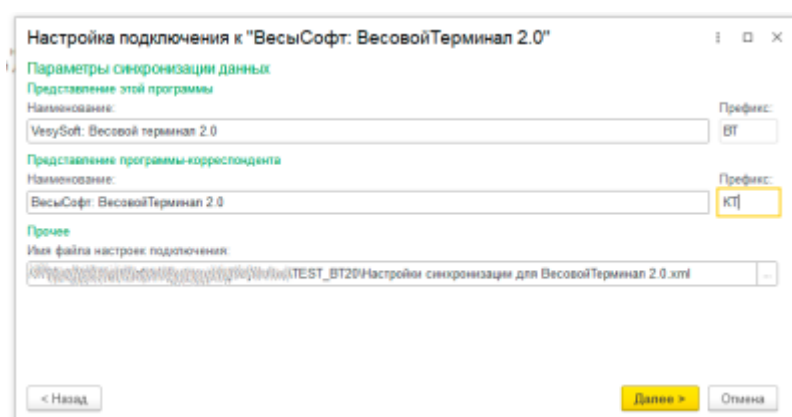 Настройка подключения к "ВесыСофт: ВесовойТерминал 2.0"
Параметры синхронизации данных
Представление этой программы
Наименование: Префикс:
VesySoft: Весовой терминал 2.0 ВТ
Представление программы-корреспондента
Наименование: Префикс:
ВесыСофт: ВесовойТерминал 2.0 КТ
Прочее
Имя файла настроек подключения:
\TEST_BT20\Настройки синхронизации для ВесовойТерминал 2.0.xml ...
< Назад Далее > Отмена